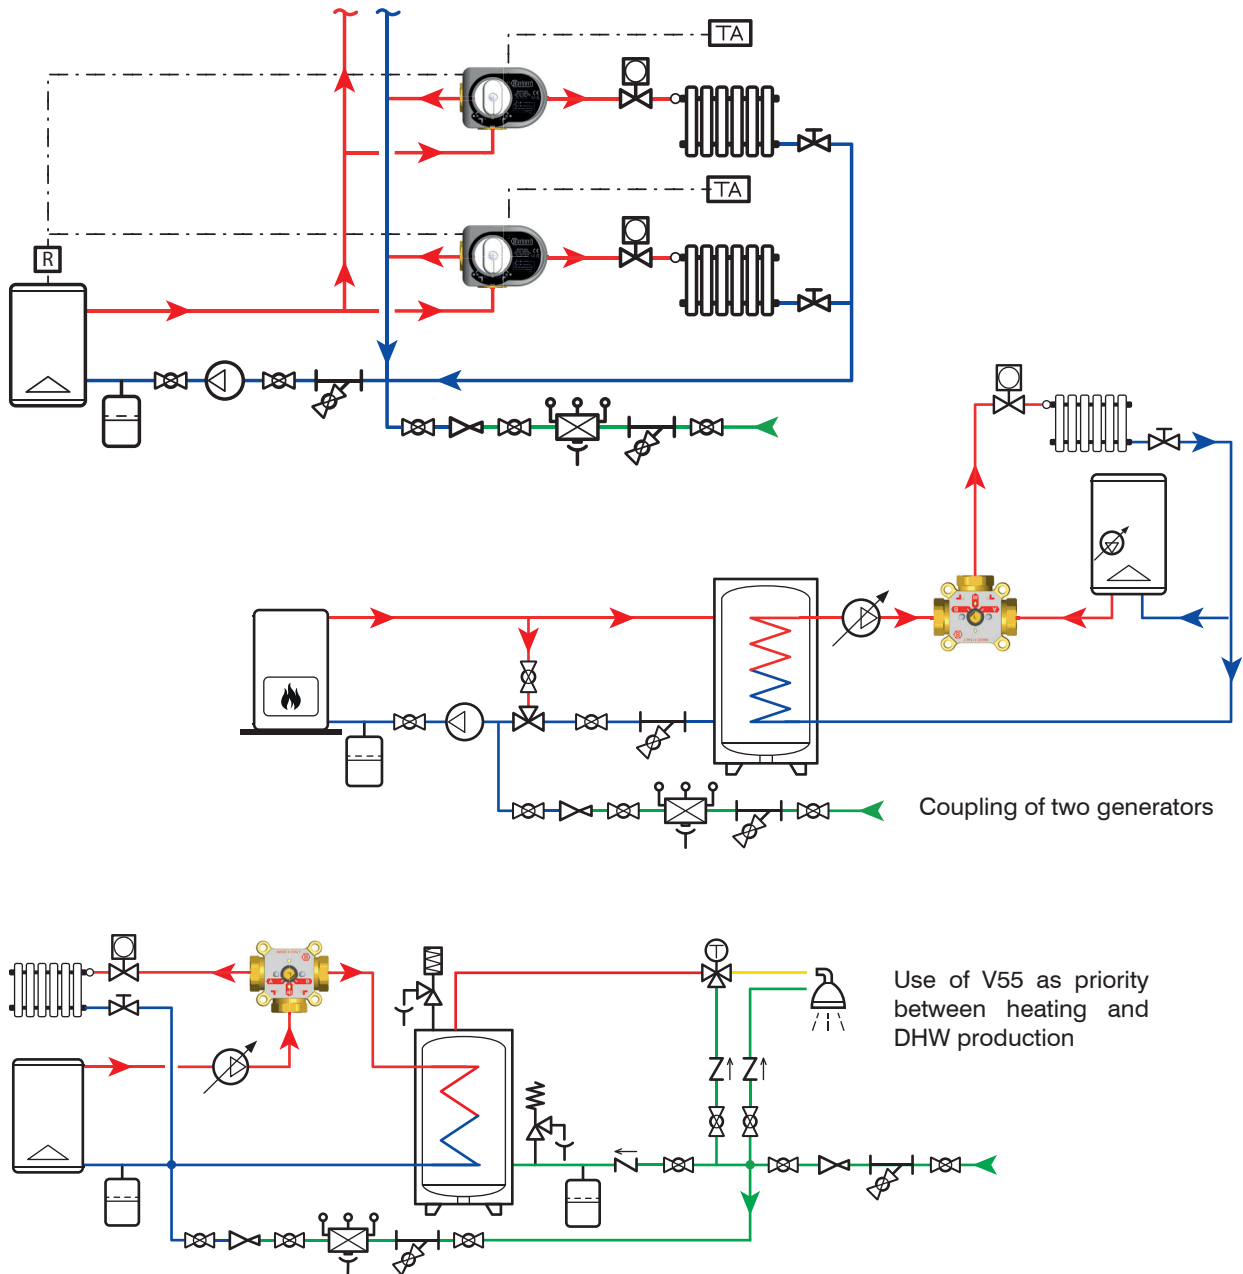 TA
TA
R
Coupling of two generators
T
Use of V55 as priority
between heating and
DHW production